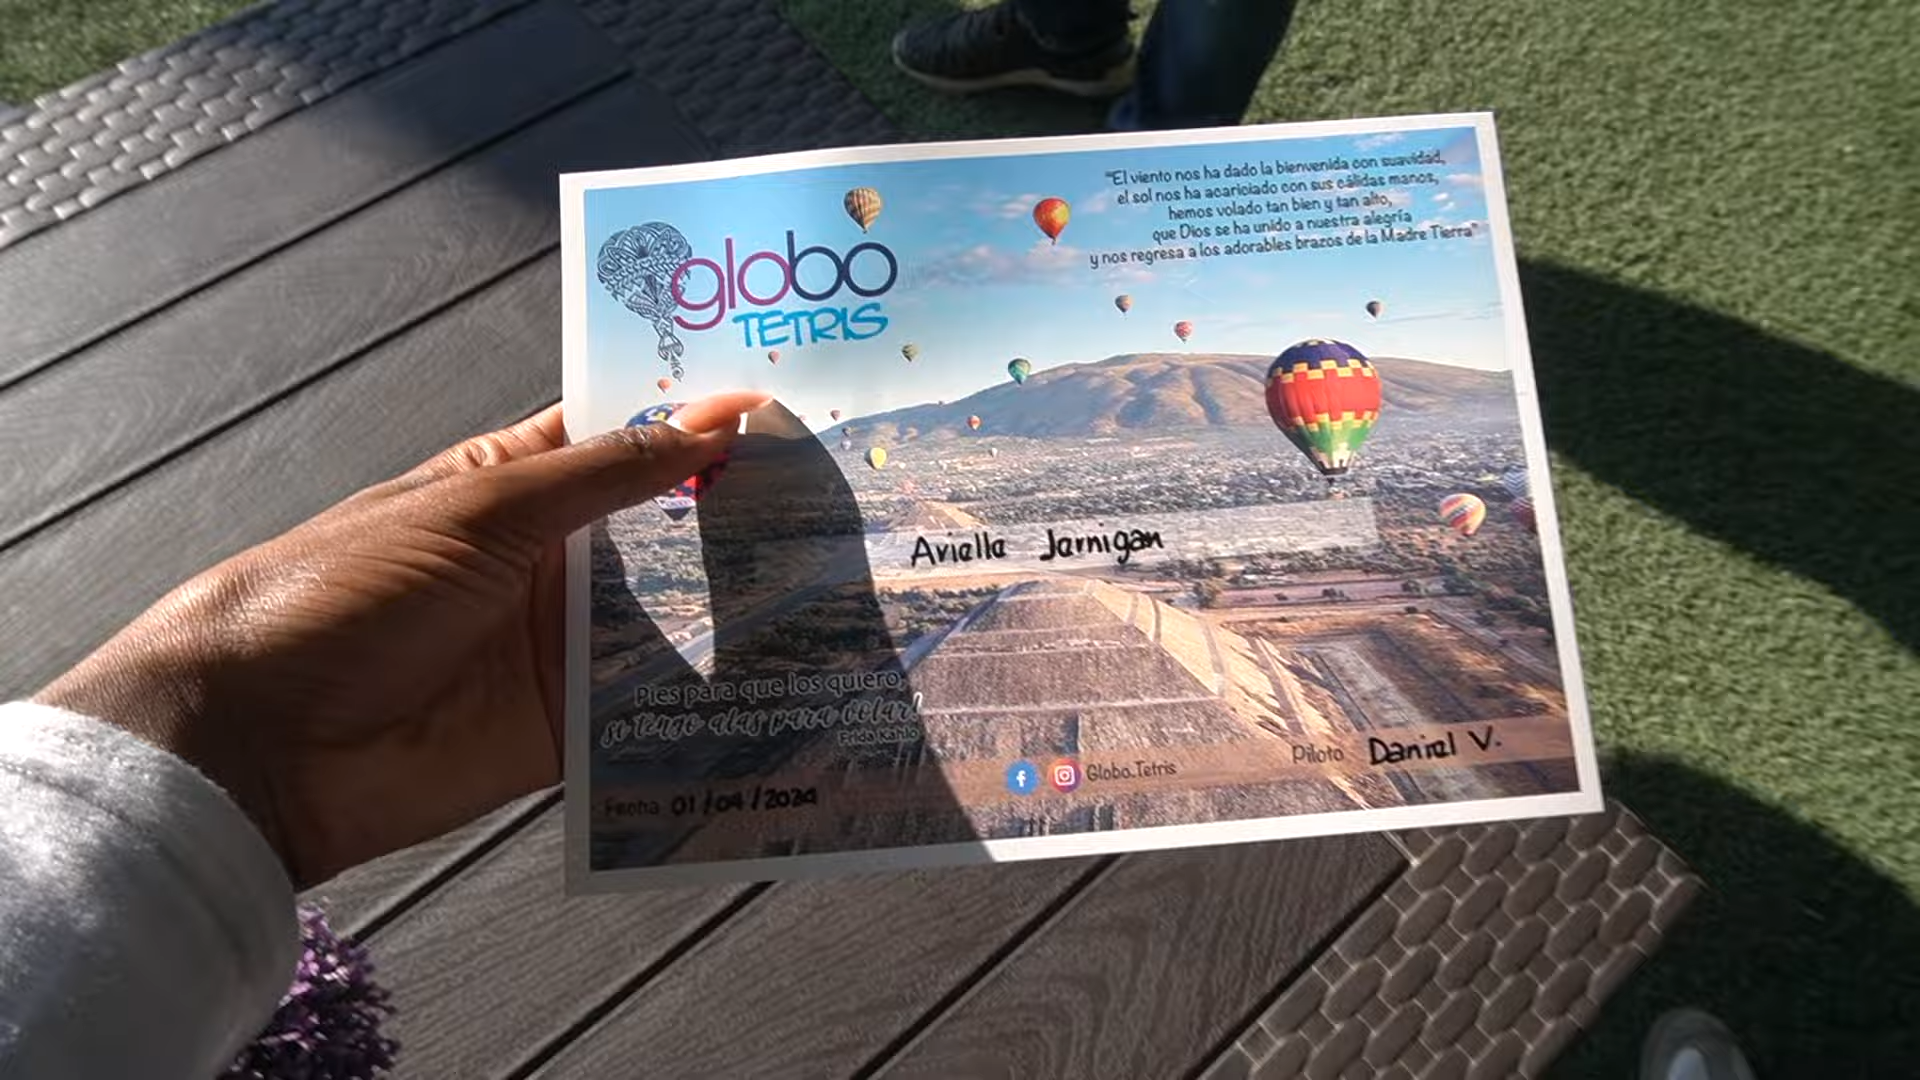 globo
TETRIS
"El viento nos ha dado la bienvenida con suavidad,
el sol nos ha acariciado con sus cálidas manos,
hemos volado tan bien y tan alto,
que Dios se ha unido a nuestra alegría
y nos regresa a los adorables brazos de la Madre Tierra"
Arielle Jernigan
Pies para que los quiero,
si tengo alas para volar?
Frida Kahlo
Fecha 01/04/2024
Globo.Tetris
Piloto Daniel V.